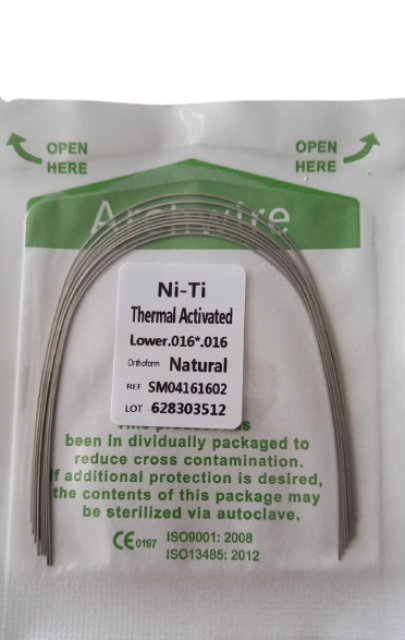 OPEN
HERE
OPEN
HERE
Archwire
Ni-Ti
Thermal Activated
Lower.016*.016
Orthoform Natural
REF SM04161602
LOT 628303512
This
been in dividually packaged to
reduce cross contamination.
If additional protection is desired,
the contents of this package may
be sterilized via autoclave.
CE 0197 ISO9001: 2008
ISO13485: 2012